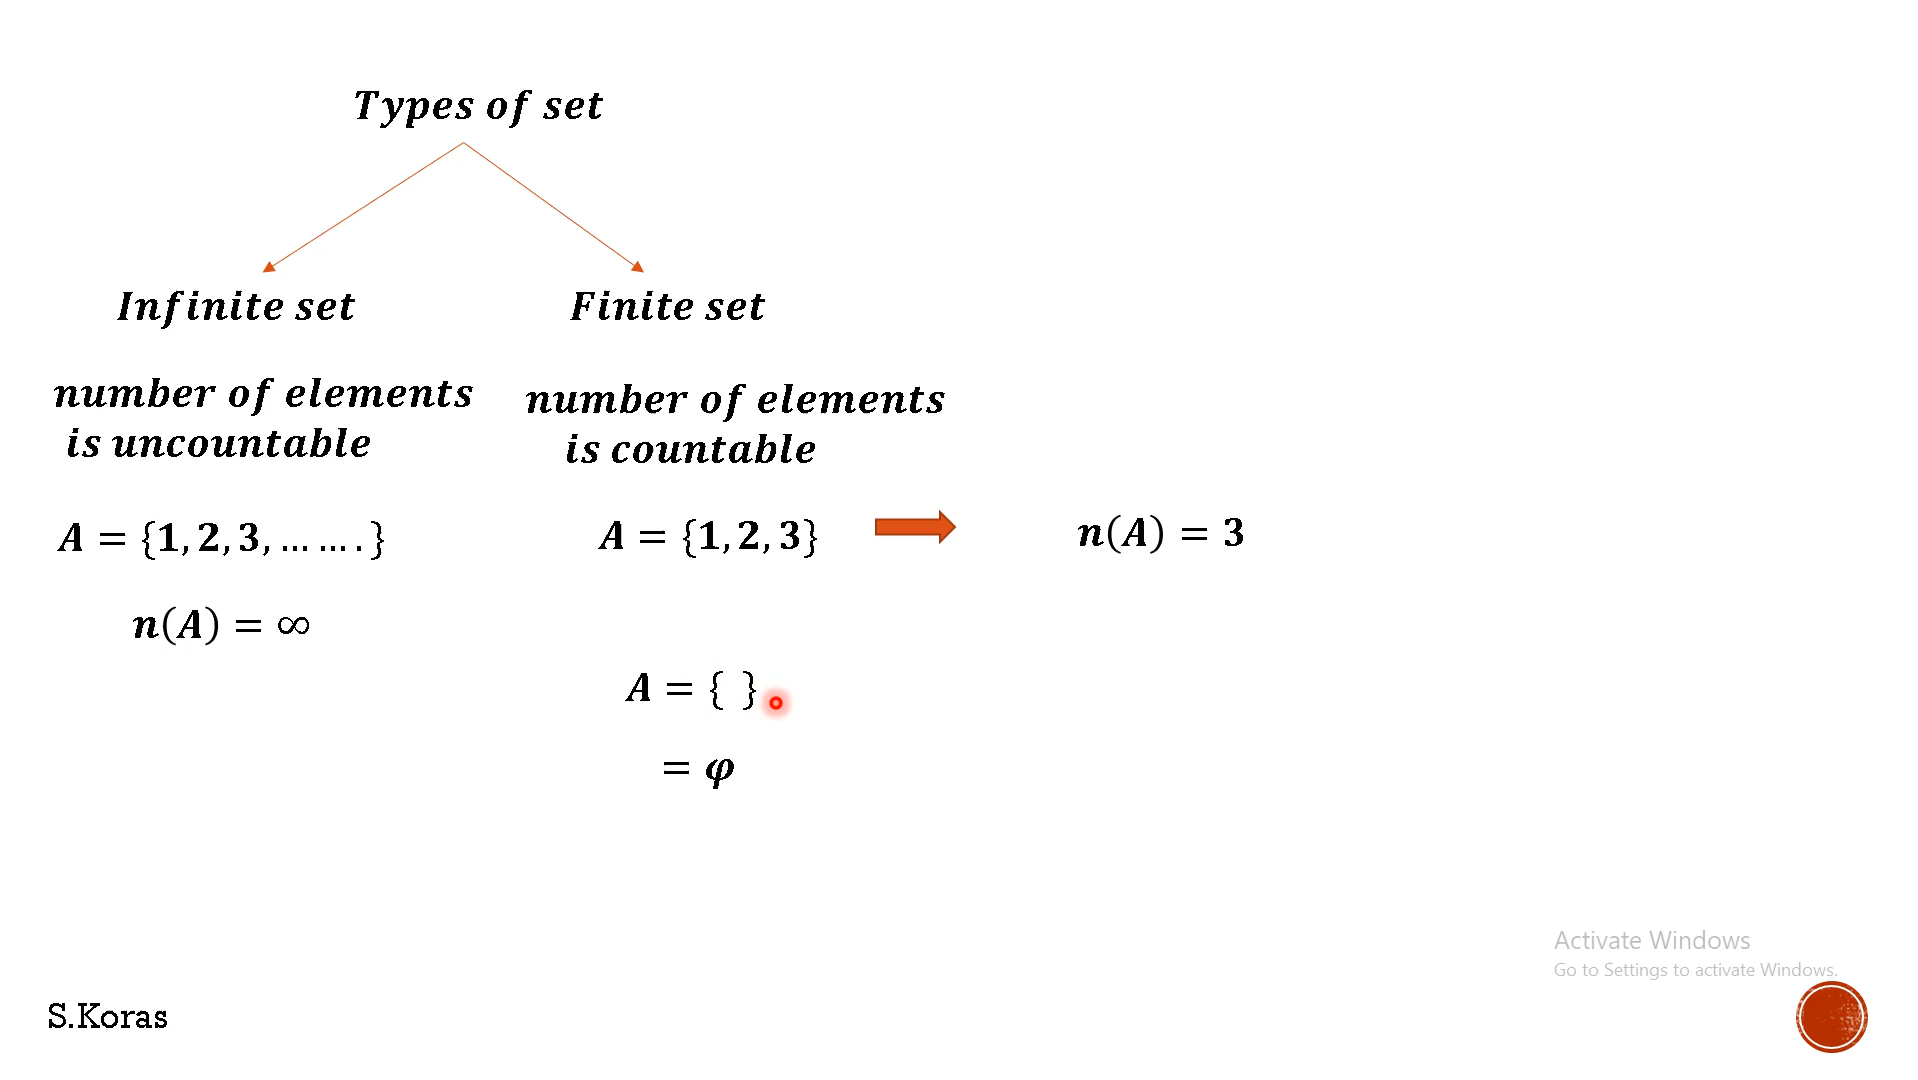 Types of set
Infinite set
Finite set
number of elements
is uncountable
number of elements
is countable
A = {1, 2, 3, … … . }
A = {1, 2, 3}
n(A) = 3
n(A) = ∞
A = { }
= φ
Activate Windows
Go to Settings to activate Windows.
S.Koras